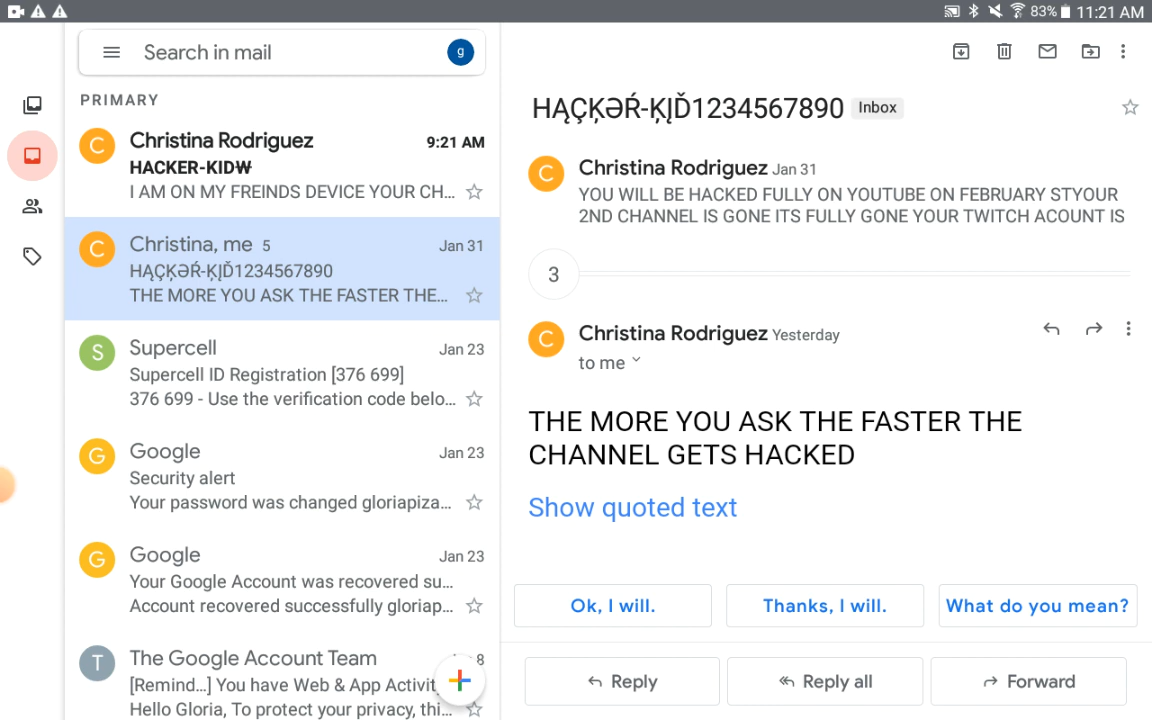 83% 11:21 AM
Search in mail
g
PRIMARY
C
Christina Rodriguez 9:21 AM
HACKER-KID₩
I AM ON MY FREINDS DEVICE YOUR CH...
C
Christina, me 5 Jan 31
HĄÇĶƏŔ-ĶĮĎ1234567890
THE MORE YOU ASK THE FASTER THE...
S
Supercell Jan 23
Supercell ID Registration [376 699]
376 699 - Use the verification code belo...
G
Google Jan 23
Security alert
Your password was changed gloriapiza...
G
Google Jan 23
Your Google Account was recovered su...
Account recovered successfully gloriap...
T
The Google Account Team 8
[Remind...] You have Web & App Activity
Hello Gloria, To protect your privacy, thi...
HĄÇĶƏŔ-ĶĮĎ1234567890 Inbox
C
Christina Rodriguez Jan 31
YOU WILL BE HACKED FULLY ON YOUTUBE ON FEBRUARY STYOUR
2ND CHANNEL IS GONE ITS FULLY GONE YOUR TWITCH ACOUNT IS
3
C
Christina Rodriguez Yesterday
to me
THE MORE YOU ASK THE FASTER THE
CHANNEL GETS HACKED
Show quoted text
Ok, I will. Thanks, I will. What do you mean?
Reply Reply all Forward